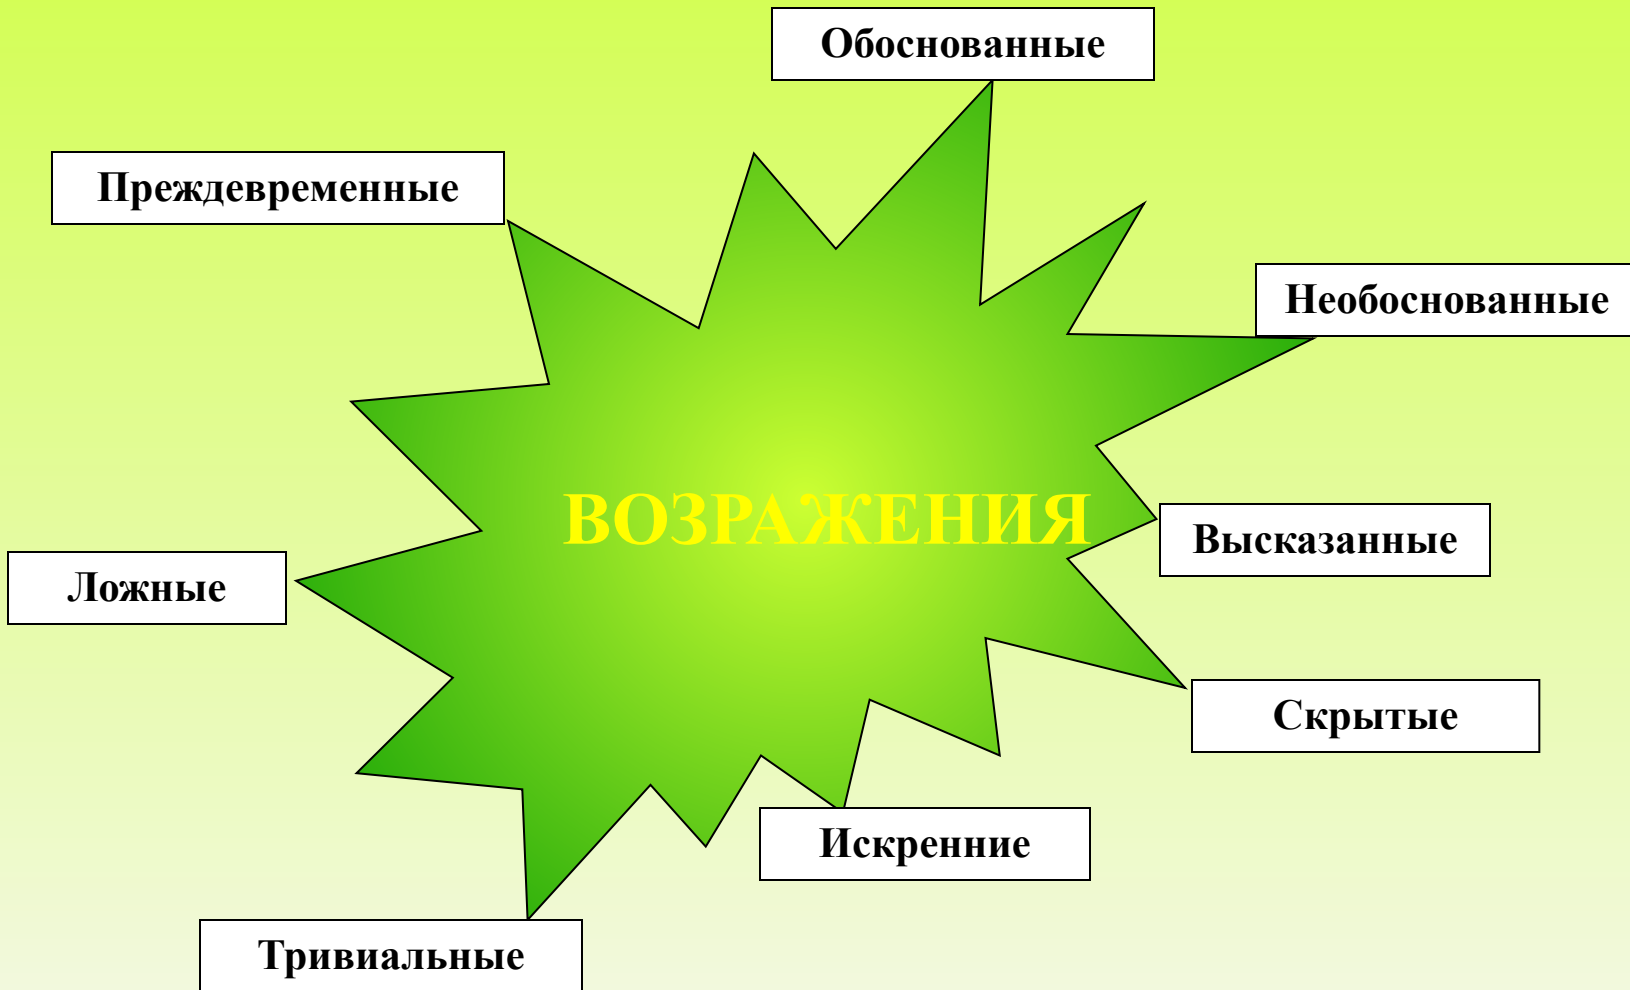 Обоснованные
Преждевременные
Необоснованные
ВОЗРАЖЕНИЯ
Высказанные
Ложные
Скрытые
Искренние
Тривиальные